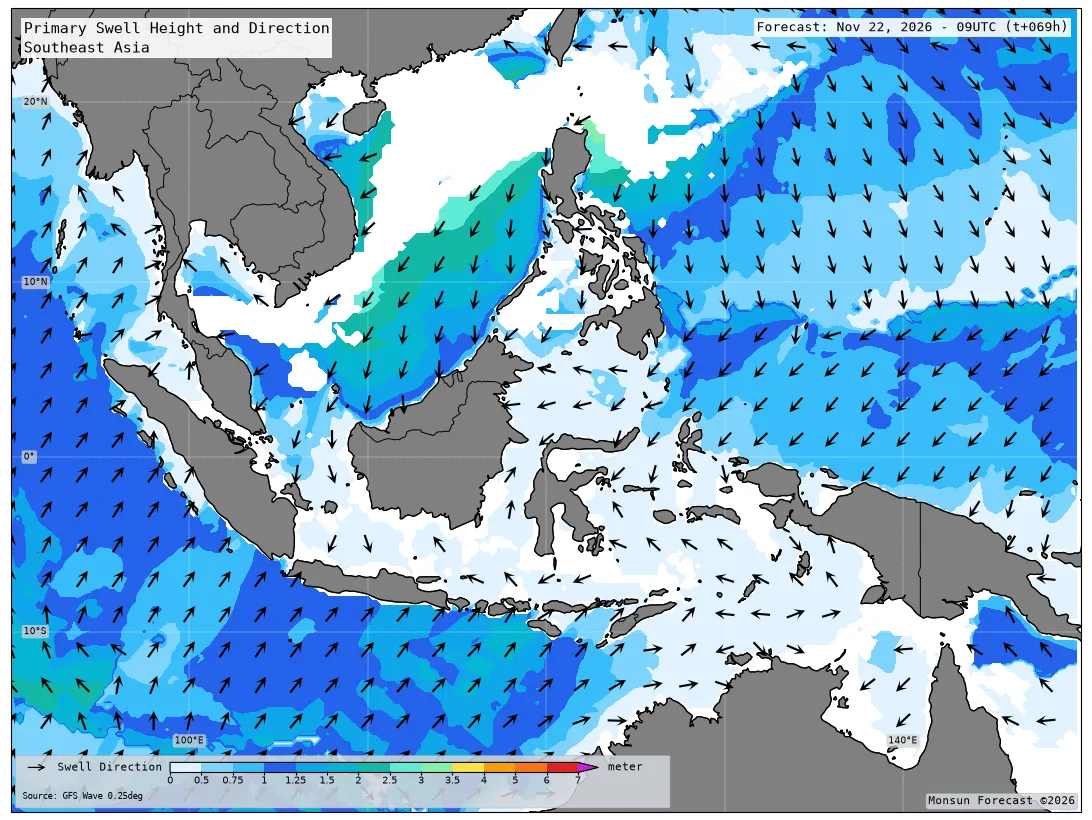 Primary Swell Height and Direction
Southeast Asia
Forecast: Nov 22, 2026 - 09UTC (t+069h)
20°N
10°N
0°
10°S
100°E
140°E
Swell Direction
0 0.5 0.75 1 1.25 1.5 2 2.5 3 3.5 4 5 6 7
meter
Source: GFS Wave 0.25deg
Monsun Forecast ©2026